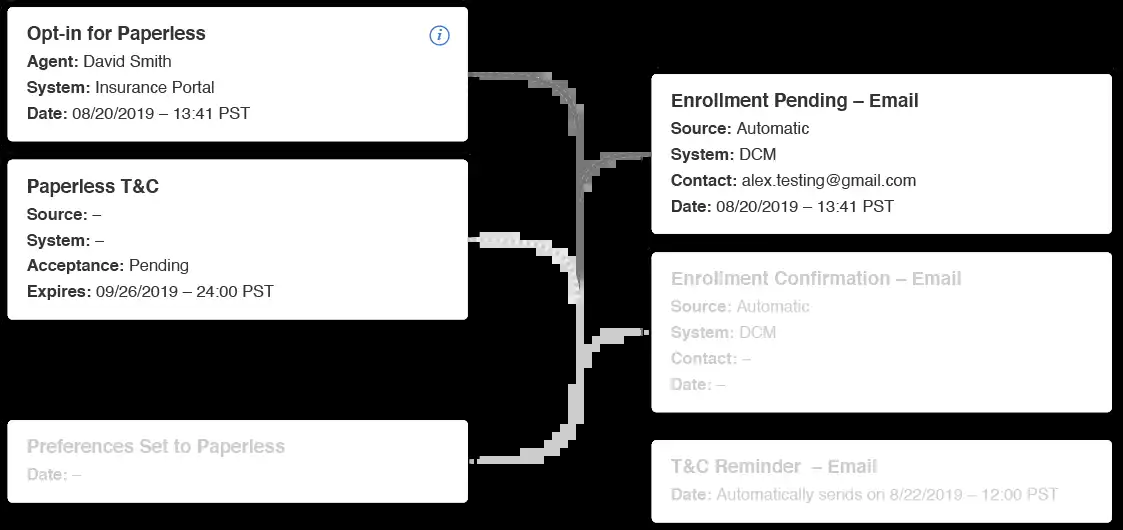 Opt-in for Paperless
Agent: David Smith
System: Insurance Portal
Date: 08/20/2019 – 13:41 PST
Paperless T&C
Source: –
System: –
Acceptance: Pending
Expires: 09/26/2019 – 24:00 PST
Preferences Set to Paperless
Date: –
Enrollment Pending – Email
Source: Automatic
System: DCM
Contact: alex.testing@gmail.com
Date: 08/20/2019 – 13:41 PST
Enrollment Confirmation – Email
Source: Automatic
System: DCM
Contact: –
Date: –
T&C Reminder – Email
Date: Automatically sends on 8/22/2019 – 12:00 PST